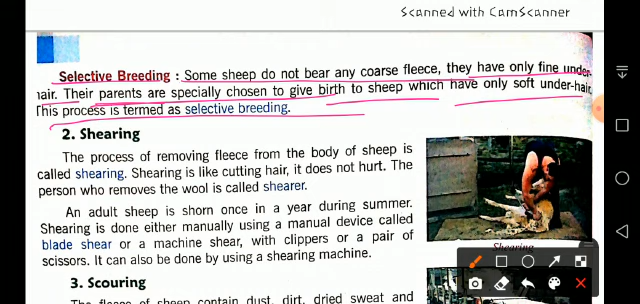 Scanned with CamScanner
Selective Breeding : Some sheep do not bear any coarse fleece, they have only fine under-
hair. Their parents are specially chosen to give birth to sheep which have only soft under-hair.
This process is termed as selective breeding.
2. Shearing
The process of removing fleece from the body of sheep is
called shearing. Shearing is like cutting hair, it does not hurt. The
person who removes the wool is called shearer.
An adult sheep is shorn once in a year during summer.
Shearing is done either manually using a manual device called
blade shear or a machine shear, with clippers or a pair of
scissors. It can also be done by using a shearing machine.
Shearing
3. Scouring
The fleece of sheep contain dust, dirt, dried sweat and